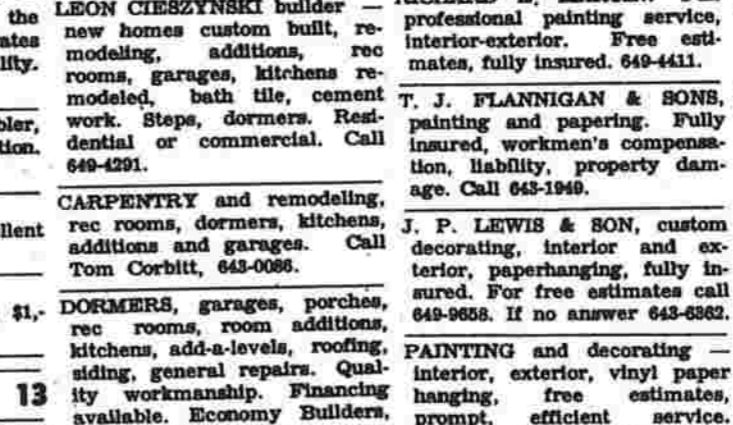 the
ates
lity.
bler,
tion.
llent
$1,-
13
LEON CIESZYNSKI builder —
new homes custom built, re-
modeling, additions, rec
rooms, garages, kitchens re-
modeled, bath tile, cement
work. Steps, dormers. Resi-
dential or commercial. Call
649-4291.
CARPENTRY and remodeling,
rec rooms, dormers, kitchens,
additions and garages. Call
Tom Corbitt, 643-0086.
DORMERS, garages, porches,
rec rooms, room additions,
kitchens, add-a-levels, roofing,
siding, general repairs. Qual-
ity workmanship. Financing
available. Economy Builders,
professional painting service,
interior-exterior. Free esti-
mates, fully insured. 649-4411.
T. J. FLANNIGAN & SONS,
painting and papering. Fully
insured, workmen's compensa-
tion, liability, property dam-
age. Call 643-1949.
J. P. LEWIS & SON, custom
decorating, interior and ex-
terior, paperhanging, fully in-
sured. For free estimates call
649-9658. If no answer 643-6362.
PAINTING and decorating —
interior, exterior, vinyl paper
hanging, free estimates,
prompt, efficient service.